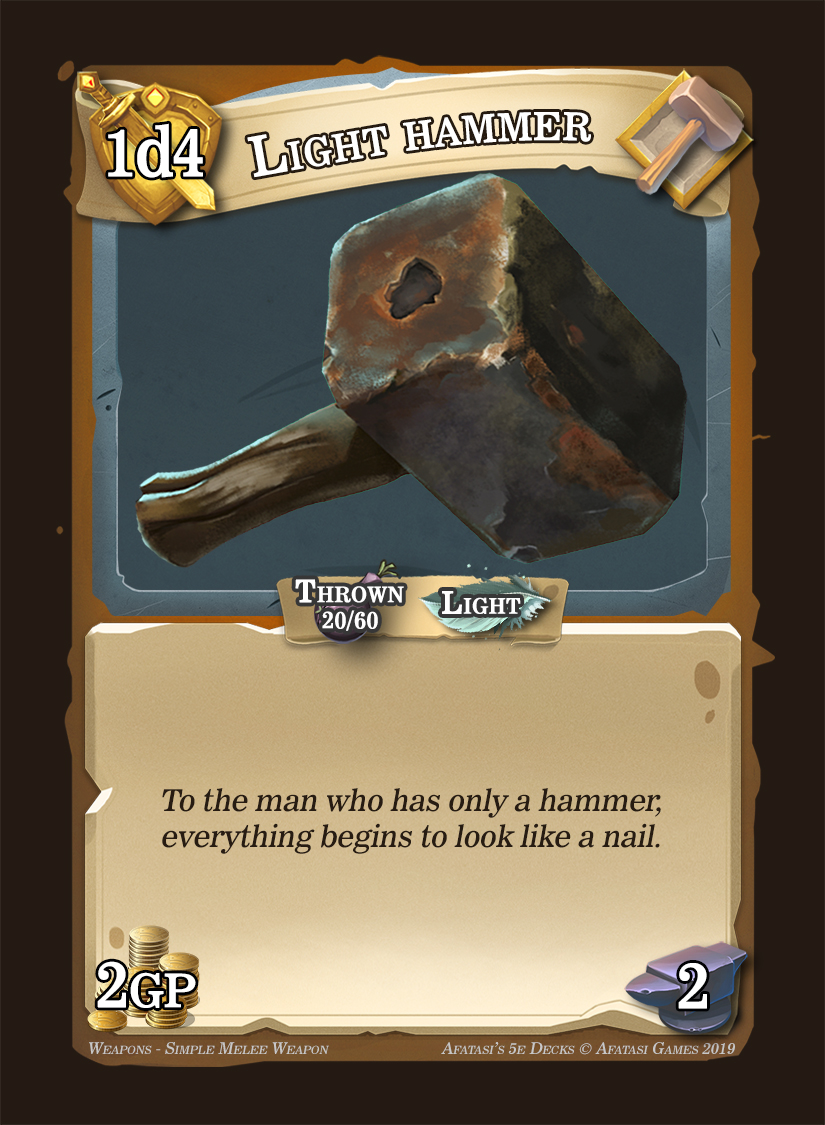 1d4
Light hammer
Thrown
20/60
Light
To the man who has only a hammer,
everything begins to look like a nail.
2GP
2
Weapons - Simple Melee Weapon
Afatasi's 5e Decks © Afatasi Games 2019